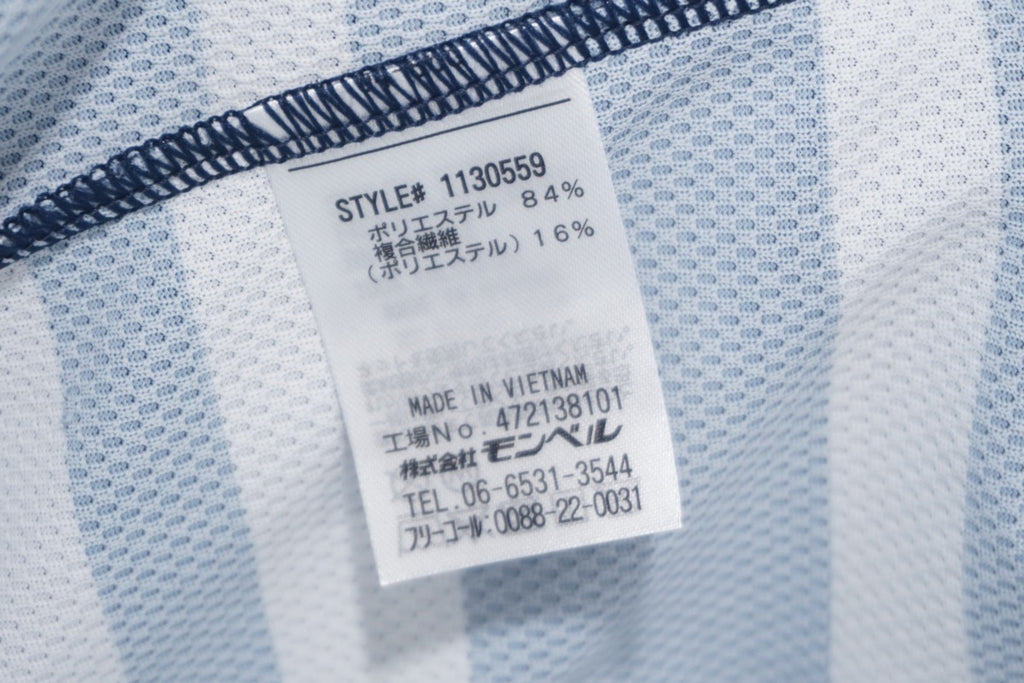 STYLE# 1130559
ポリエステル 84%
複合繊維
(ポリエステル) 16%
MADE IN VIETNAM
工場No. 472138101
株式会社 モンベル
TEL.06-6531-3544
フリーコール:0088-22-0031